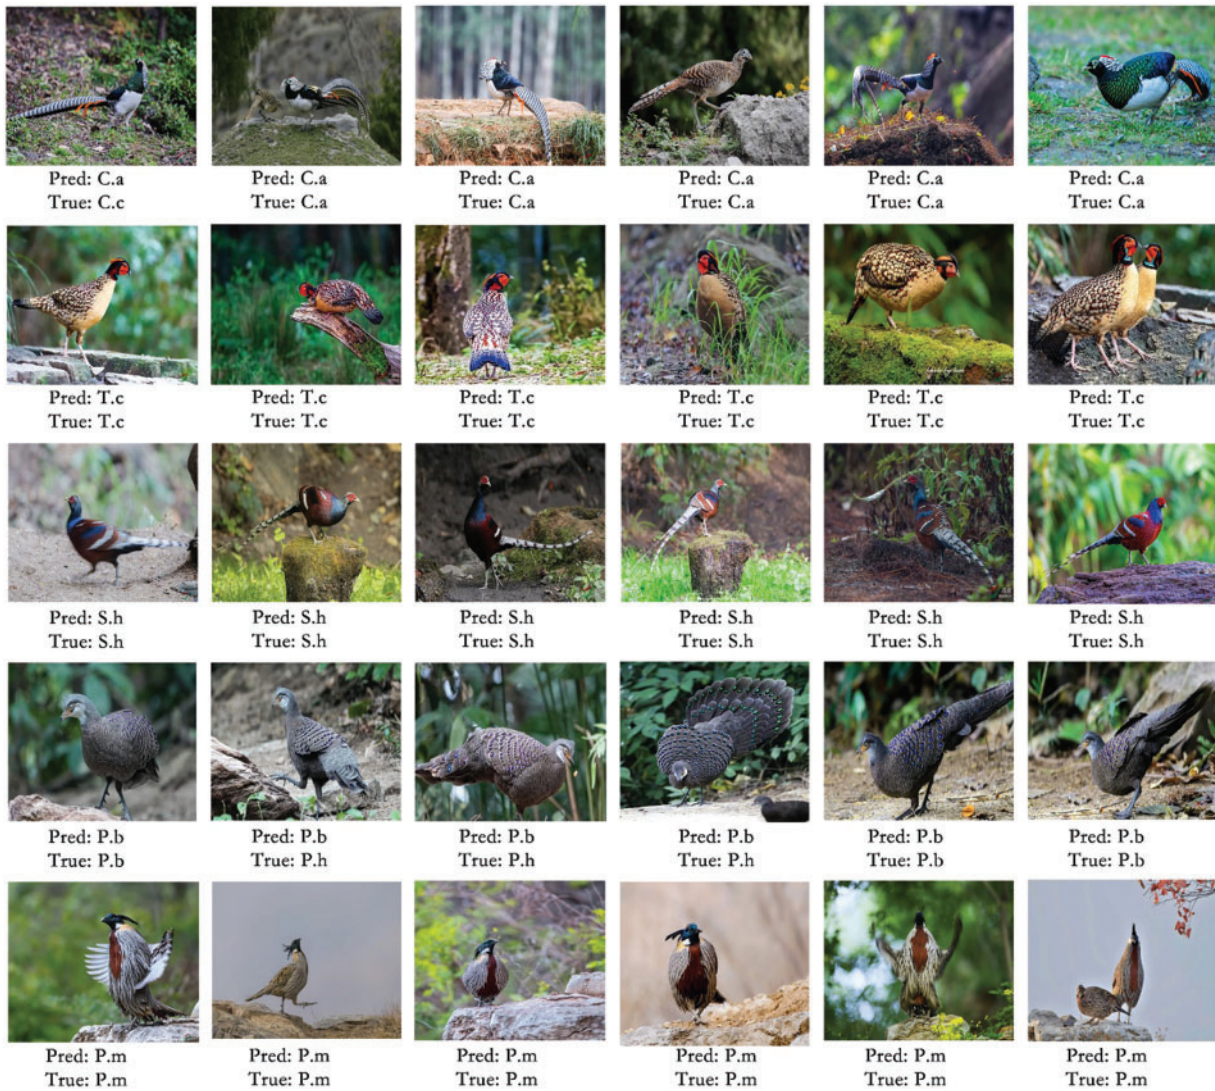 Pred: C.a Pred: C.a Pred: C.a Pred: C.a Pred: C.a Pred: C.a
True: C.c True: C.a True: C.a True: C.a True: C.a True: C.a
Pred: T.c Pred: T.c Pred: T.c Pred: T.c Pred: T.c Pred: T.c
True: T.c True: T.c True: T.c True: T.c True: T.c True: T.c
Pred: S.h Pred: S.h Pred: S.h Pred: S.h Pred: S.h Pred: S.h
True: S.h True: S.h True: S.h True: S.h True: S.h True: S.h
Pred: P.b Pred: P.b Pred: P.b Pred: P.b Pred: P.b Pred: P.b
True: P.b True: P.h True: P.h True: P.h True: P.b True: P.b
Pred: P.m Pred: P.m Pred: P.m Pred: P.m Pred: P.m Pred: P.m
True: P.m True: P.m True: P.m True: P.m True: P.m True: P.m